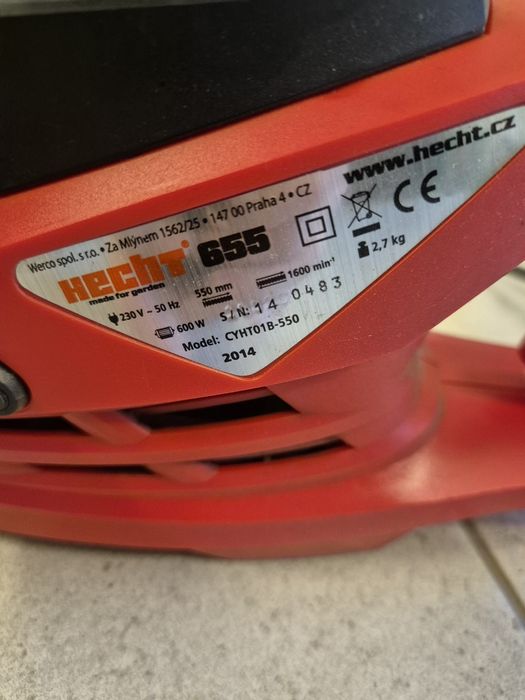 Werco spol. s r.o. • Za Mlýnem 1562/25 • 147 00 Praha 4 • CZ
www.hecht.cz
HECHT 655
made for garden
CE
2,7 kg
230 V ~ 50 Hz
550 mm
1600 min⁻¹
600 W
S / N: 14 0483
Model: CYHT01B-550
2014